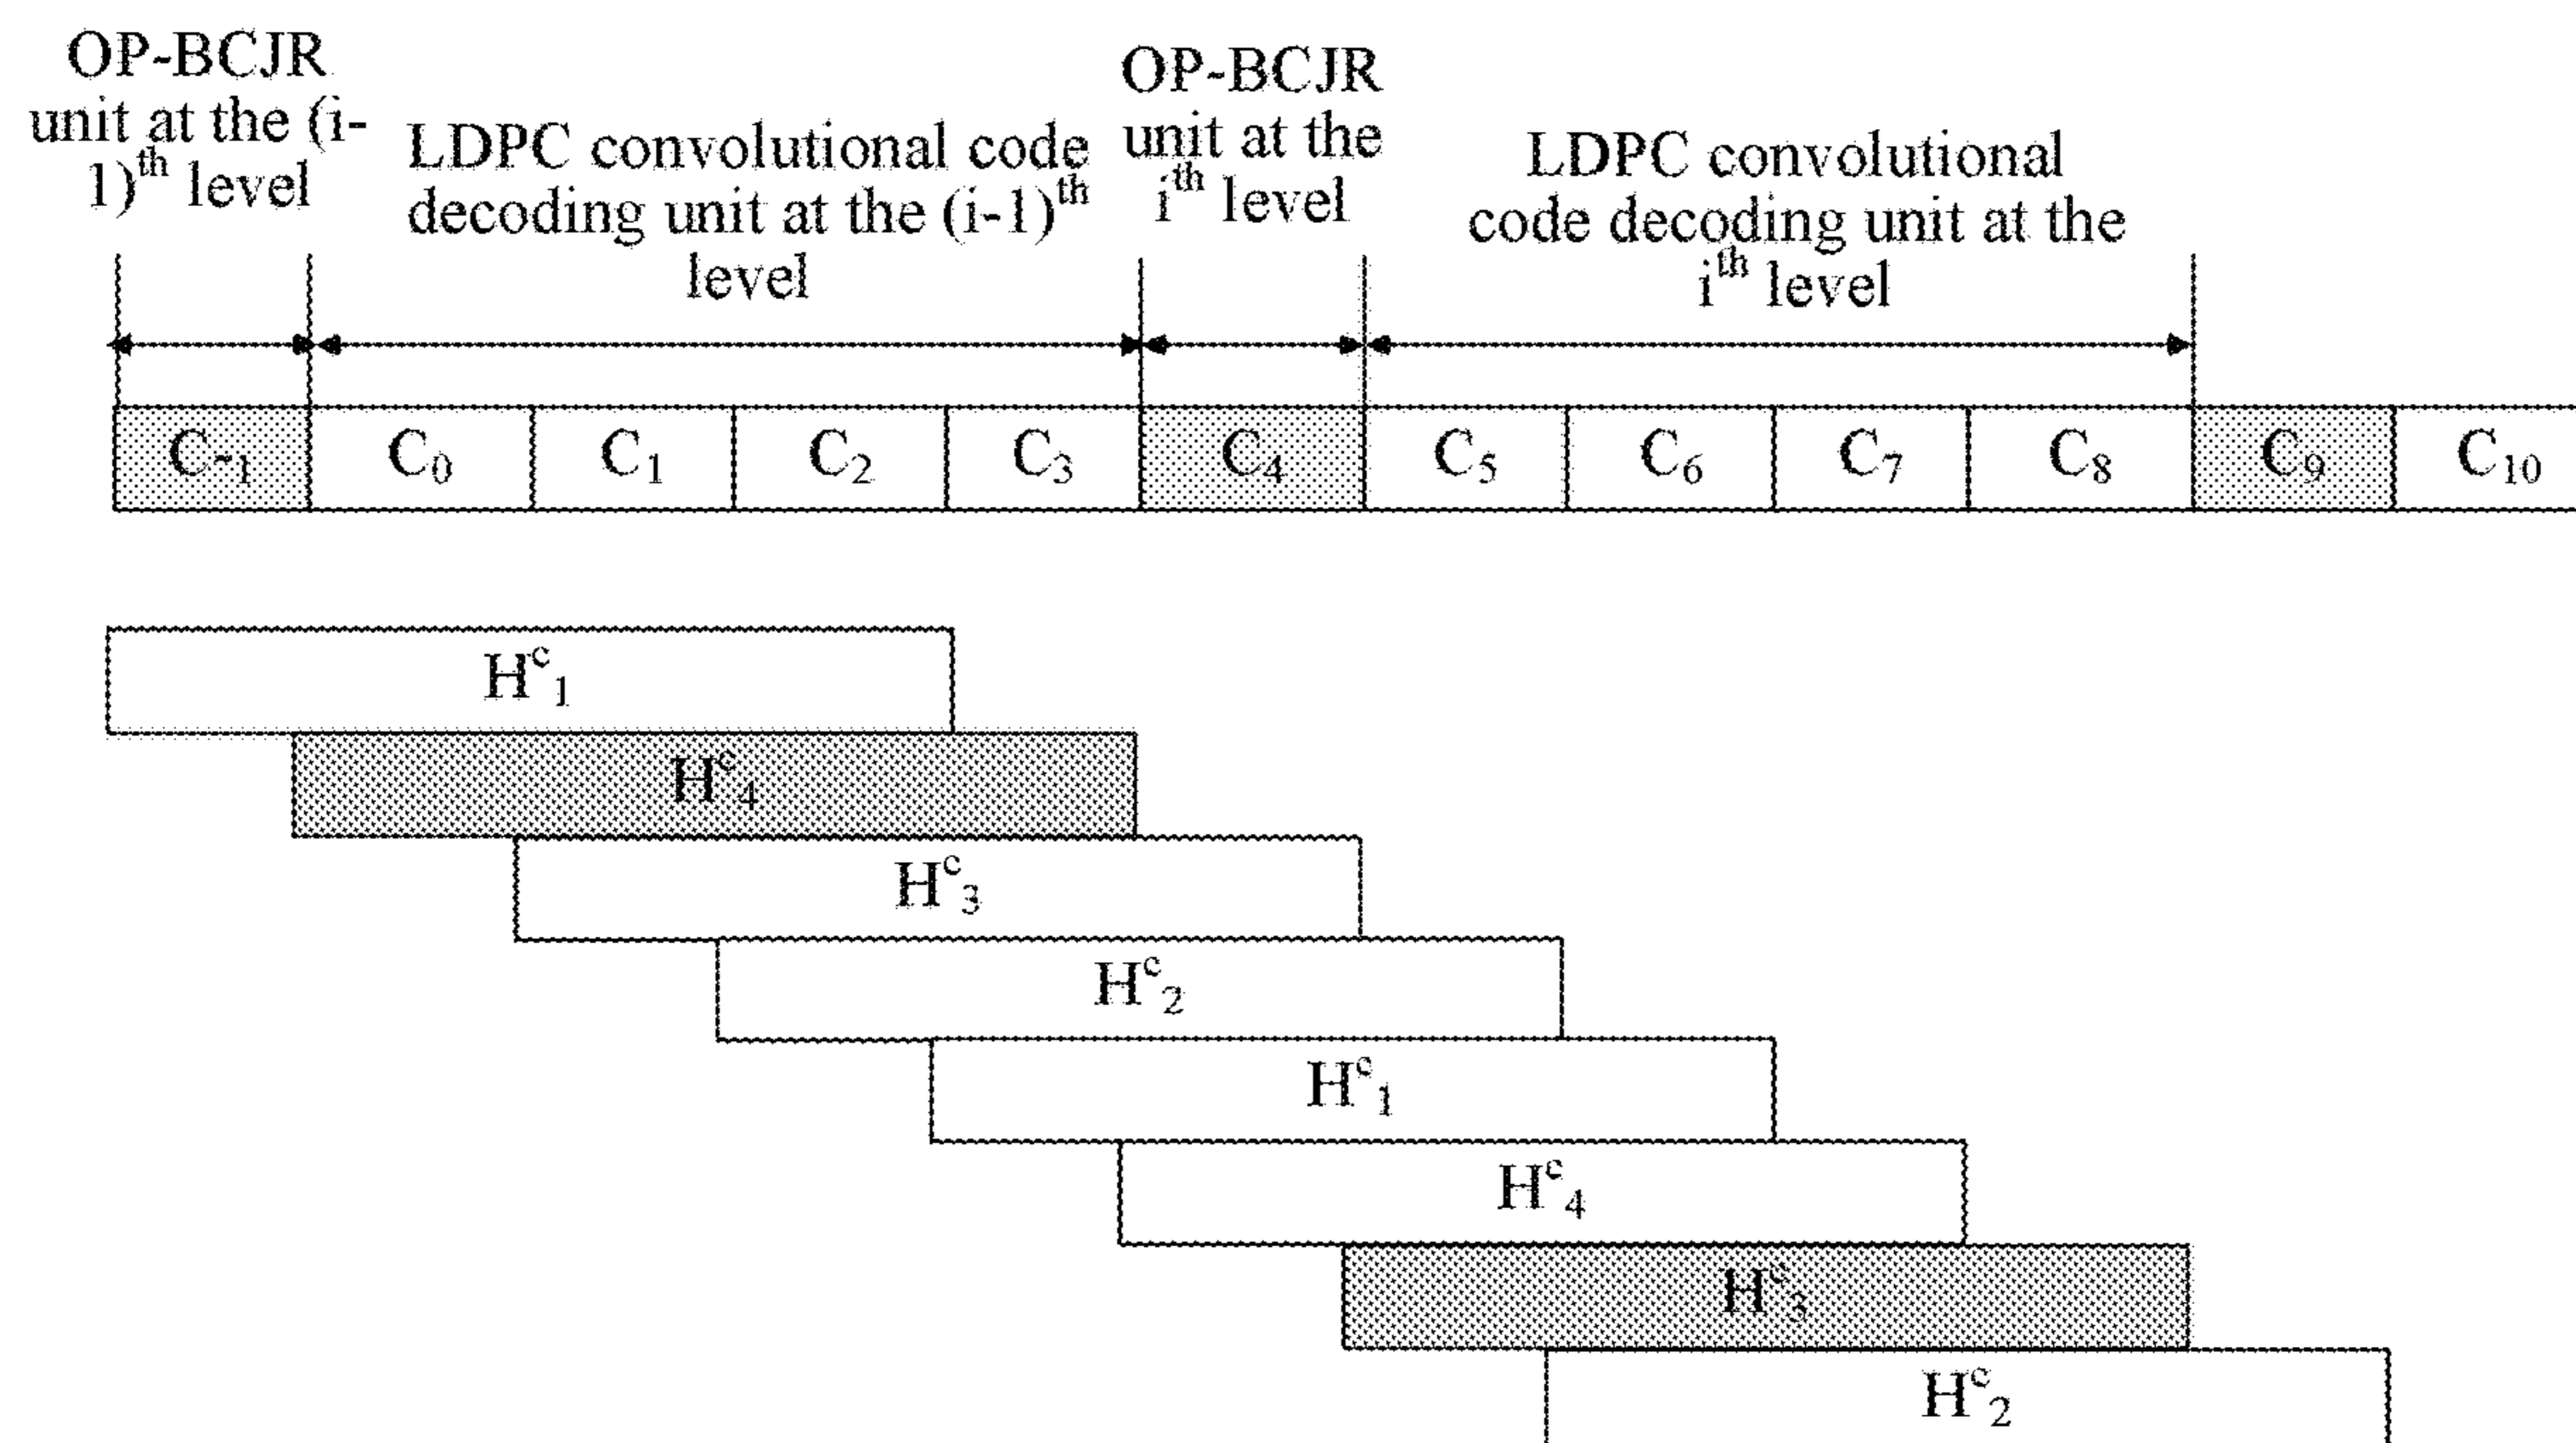 OP-BCJR
unit at the (i-
1)th level
LDPC convolutional code
decoding unit at the (i-1)th
level
OP-BCJR
unit at the
ith level
LDPC convolutional
code decoding unit at the
ith level
C-1 C0 C1 C2 C3 C4 C5 C6 C7 C8 C9 C10
Hc1
Hc4
Hc3
Hc2
Hc1
Hc4
Hc3
Hc2